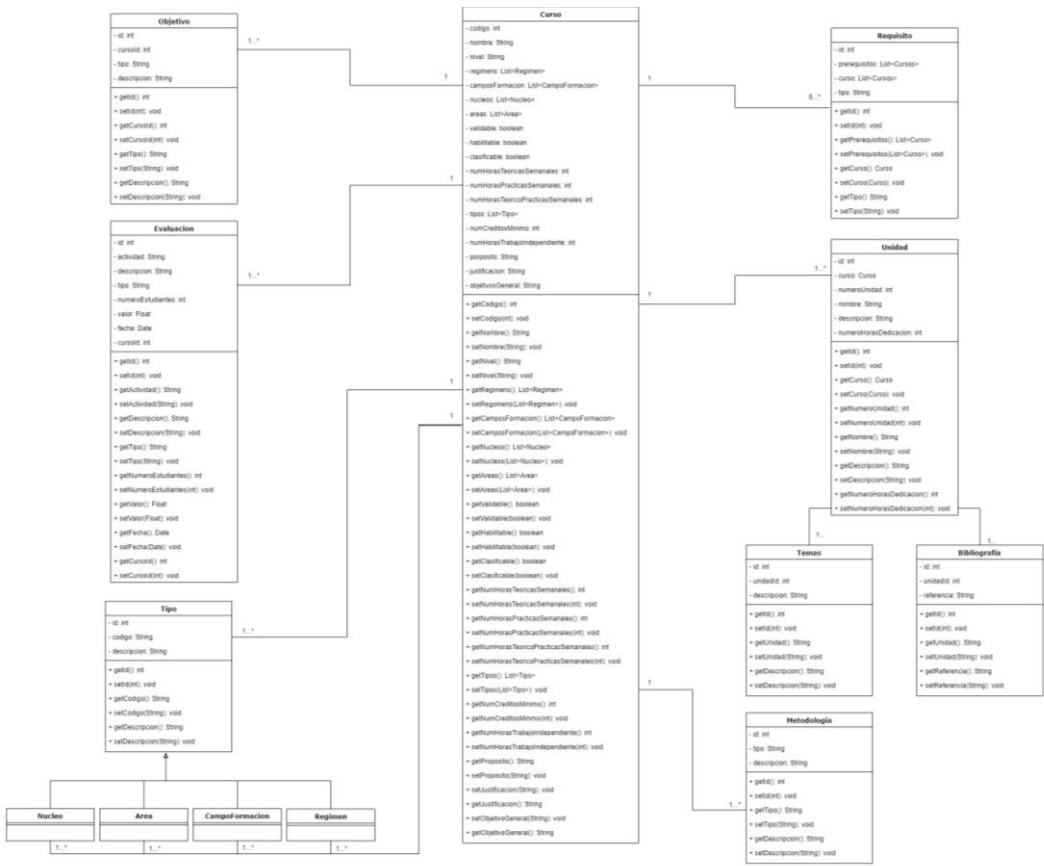 Objetivo
- id: int
- cursoId: int
- tipo: String
- descripcion: String
+ getId(): int
+ setId(int): void
+ getCursoId(): int
+ setCursoId(int): void
+ getTipo(): String
+ setTipo(String): void
+ getDescripcion(): String
+ setDescripcion(String): void
1...*
1
Evaluacion
- id: int
- actividad: String
- descripcion: String
- tipo: String
- numeroEstudiantes: int
- valor: Float
- fecha: Date
- cursoId: int
+ getId(): int
+ setId(int): void
+ getActividad(): String
+ setActividad(String): void
+ getDescripcion(): String
+ setDescripcion(String): void
+ getTipo(): String
+ setTipo(String): void
+ getNumeroEstudiantes(): int
+ setNumeroEstudiantes(int): void
+ getValor(): Float
+ setValor(Float): void
+ getFecha(): Date
+ setFecha(Date): void
+ getCursoId(): int
+ setCursoId(int): void
1...*
1
Tipo
- id: int
- codigo: String
- descripcion: String
+ getId(): int
+ setId(int): void
+ getCodigo(): String
+ setCodigo(String): void
+ getDescripcion(): String
+ setDescripcion(String): void
1...*
1
1
Nucleo
Area
CampoFormacion
Regimen
1...*
1...*
1...*
1...*
Curso
- codigo: int
- nombre: String
- nivel: String
- regimens: List<Regimen>
- camposFormacion: List<CampoFormacion>
- nucleos: List<Nucleo>
- areas: List<Area>
- validable: boolean
- habilitable: boolean
- clasificable: boolean
- numHorasTeoricasSemanales: int
- numHorasPracticasSemanales: int
- numHorasTeoricoPracticasSemanales: int
- tipos: List<Tipo>
- numCreditosMinimo: int
- numHorasTrabajoIndependiente: int
- porposito: String
- justificacion: String
- objetivosGeneral: String
+ getCodigo(): int
+ setCodigo(int): void
+ getNombre(): String
+ setNombre(String): void
+ getNivel(): String
+ setNivel(String): void
+ getRegimens(): List<Regimen>
+ setRegomens(List<Regimen>): void
+ getCamposFormacion(): List<CampoFormacion>
+ setCamposFormacion(List<CampoFormacion>): void
+ getNucleos(): List<Nucleo>
+ setNucleos(List<Nucleo>): void
+ getAreas(): List<Area>
+ setAreas(List<Area>): void
+ getValidable(): boolean
+ setValidable(boolean): void
+ getHabilitable(): boolean
+ setHabilitable(boolean): void
+ getClasificable(): boolean
+ setClasificable(boolean): void
+ getNumHorasTeoricasSemanales(): int
+ setNumHorasTeoricasSemanales(int): void
+ getNumHorasPracticasSemanales(): int
+ setNumHorasPracticasSemanales(int): void
+ getNumHorasTeoricoPracticasSemanales(): int
+ setNumHorasTeoricoPracticasSemanales(int): void
+ getTipos(): List<Tipo>
+ setTipos(List<Tipo>): void
+ getNumCreditosMinimo(): int
+ setNumCreditosMinimo(int): void
+ getNumHorasTrabajoIndependiente(): int
+ setNumHorasTrabajoIndependiente(int): void
+ getProposito(): String
+ setProposito(String): void
+ setJustificacion(String): void
+ getJustificacion(): String
+ setObjetivoGeneral(String): void
+ getObjetivoGeneral(): String
1
0...*
Requisito
- id: int
- prerequisitos: List<Cursos>
- curso: List<Cursos>
- tipo: String
+ getId(): int
+ setId(int): void
+ getPrerequisitos(): List<Curso>
+ setPrerequisitos(List<Curso>): void
+ getCurso(): Curso
+ setCurso(Curso): void
+ getTipo(): String
+ setTipo(String): void
1
1...*
Unidad
- id: int
- curso: Curso
- numeroUnidad: int
- nombre: String
- descripcion: String
- numeroHorasDedicacion: int
+ getId(): int
+ setId(int): void
+ getCurso(): Curso
+ setCurso(Curso): void
+ getNumeroUnidad(): int
+ setNumeroUnidad(int): void
+ getNombre(): String
+ setNombre(String): void
+ getDescripcion(): String
+ setDescripcion(String): void
+ getNumeroHorasDedicacion(): int
+ setNumeroHorasDedicacion(int): void
1...
1...
Temas
- id: int
- unidadId: int
- descripcion: String
+ getId(): int
+ setId(int): void
+ getUnidad(): String
+ setUnidad(String): void
+ getDescripcion(): String
+ setDescripcion(String): void
Bibliografia
- id: int
- unidadId: int
- referencia: String
+ getId(): int
+ setId(int): void
+ getUnidad(): String
+ setUnidad(String): void
+ getReferencia(): String
+ setReferencia(String): void
1
1...*
Metodologia
- id: int
- tipo: String
- descripcion: String
+ getId(): int
+ setId(int): void
+ getTipo(): String
+ setTipo(String): void
+ getDescripcion(): String
+ setDescripcion(String): void